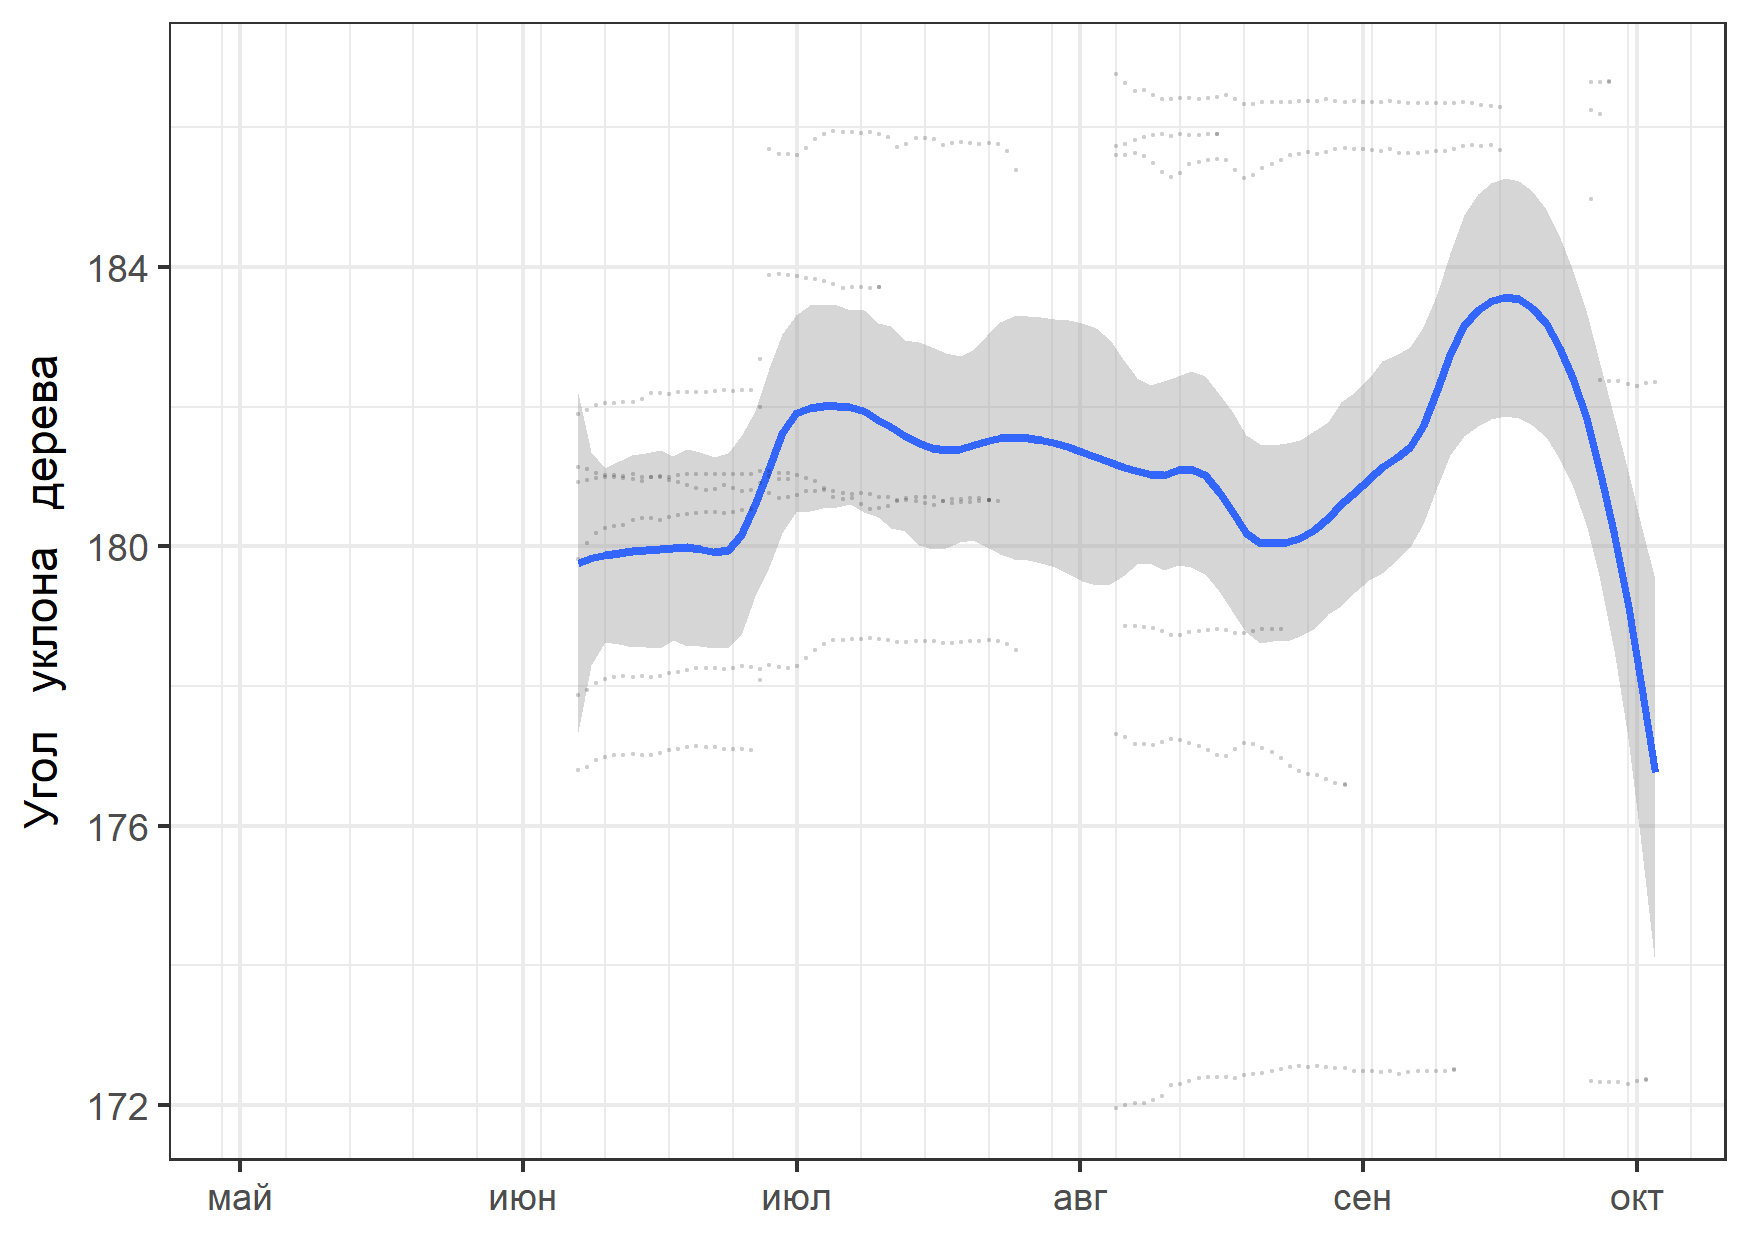 Угол уклона дерева
184
180
176
172
май июн июл авг сен окт